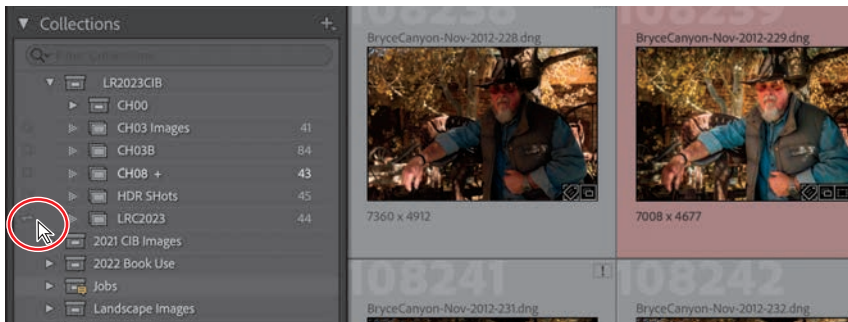 Collections
Filter Collections
LR2023CIB
CH00
CH03 Images 41
CH03B 84
CH08 + 43
HDR SHots 45
LRC2023 44
2021 CIB Images
2022 Book Use
Jobs
Landscape Images
108238
BryceCanyon-Nov-2012-228.dng
7360 x 4912
108239
BryceCanyon-Nov-2012-229.dng
7008 x 4677
108241
BryceCanyon-Nov-2012-231.dng
108242
BryceCanyon-Nov-2012-232.dng